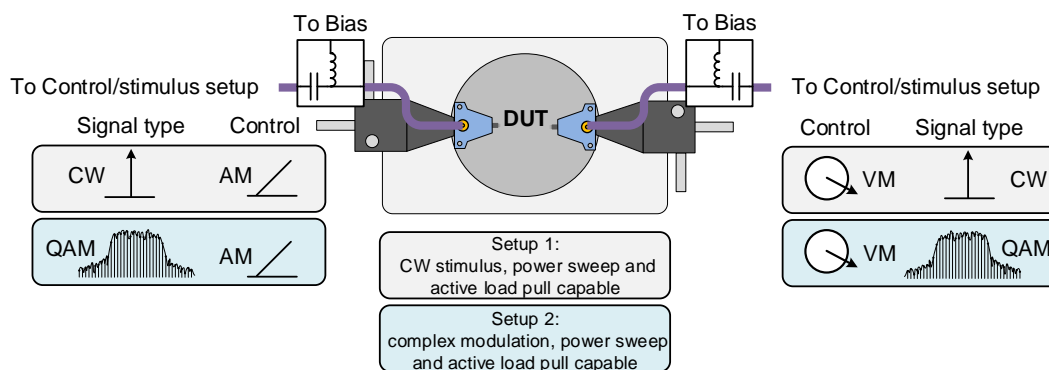 To Bias
To Bias
To Control/stimulus setup
DUT
To Control/stimulus setup
Signal type
Control
Control
Signal type
CW
AM
VM
CW
QAM
AM
VM
QAM
Setup 1:
CW stimulus, power sweep and
active load pull capable
Setup 2:
complex modulation, power sweep
and active load pull capable